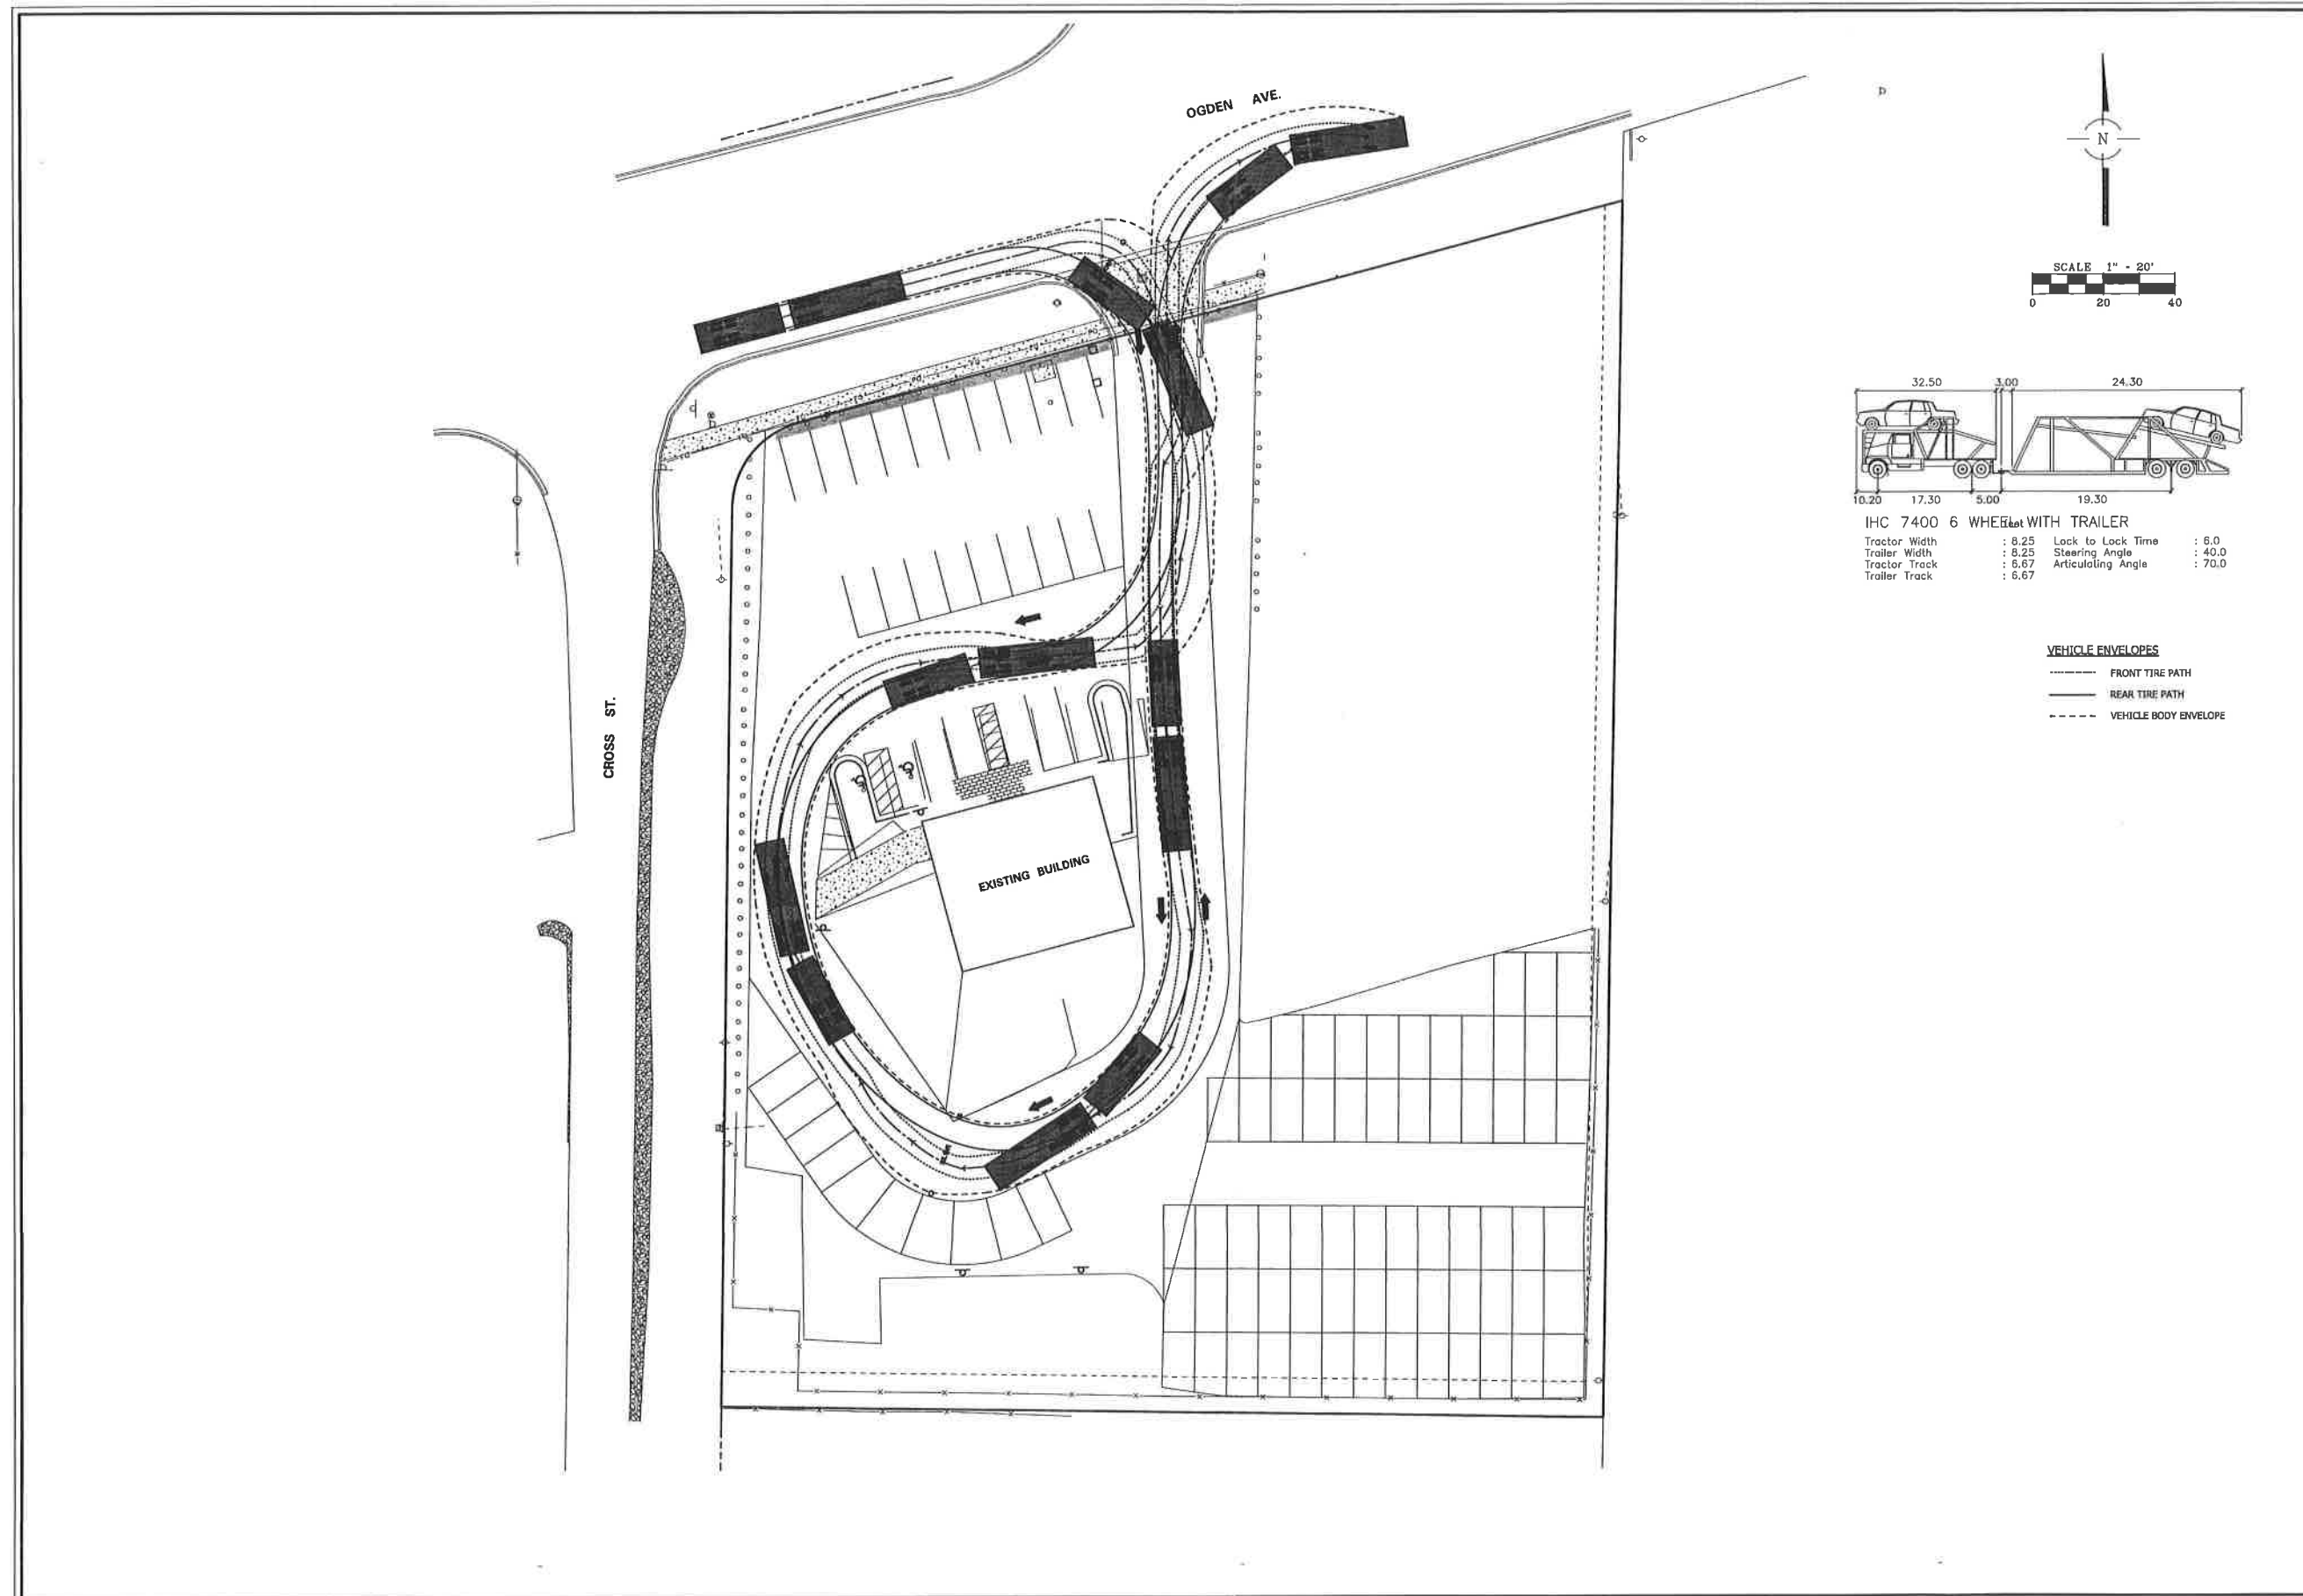 OGDEN AVE.
N
SCALE 1" - 20'
0 20 40
32.50 3.00 24.30
10.20 17.30 5.00 19.30
IHC 7400 6 WHEEL WITH TRAILER
feet
Tractor Width : 8.25 Lock to Lock Time : 6.0
Trailer Width : 8.25 Steering Angle : 40.0
Tractor Track : 6.67 Articulating Angle : 70.0
Trailer Track : 6.67
VEHICLE ENVELOPES
FRONT TIRE PATH
REAR TIRE PATH
VEHICLE BODY ENVELOPE
CROSS ST.
EXISTING BUILDING